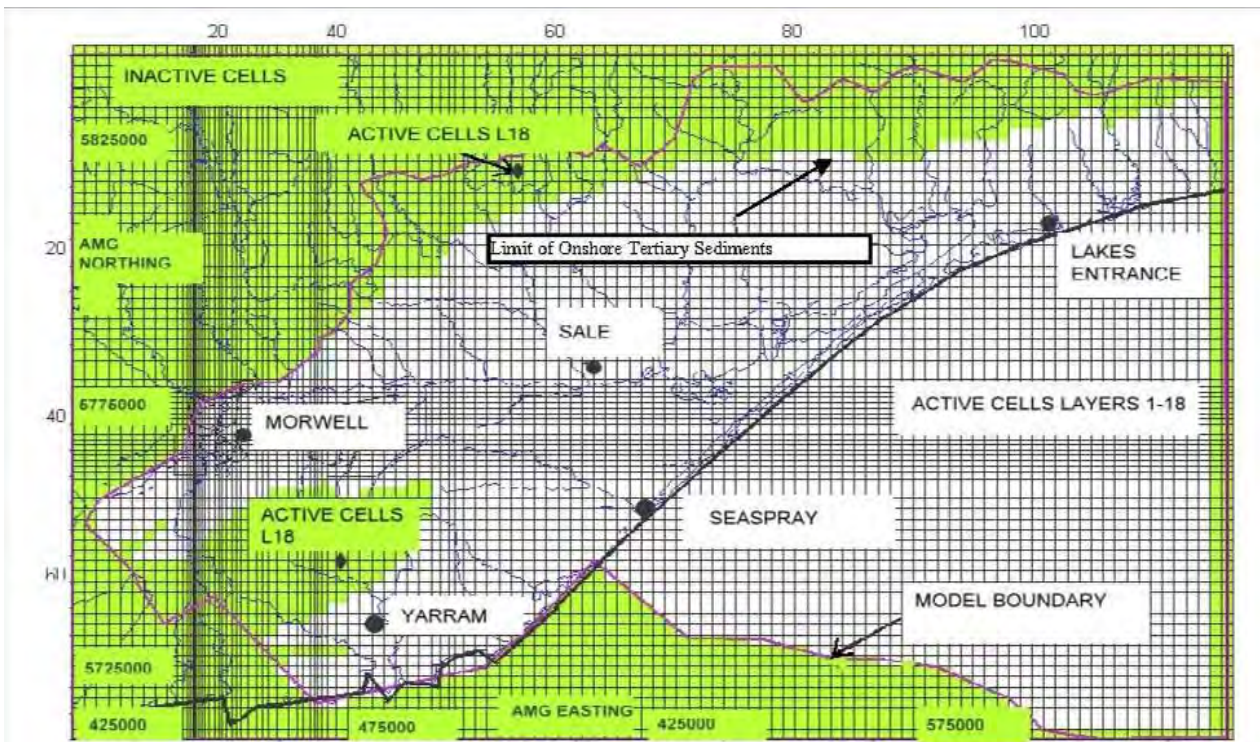 20 40 60 80 100
INACTIVE CELLS
5825000
ACTIVE CELLS L18
20
AMG
NORTHING
Limit of Onshore Tertiary Sediments
LAKES
ENTRANCE
SALE
40
5775000
MORWELL
ACTIVE CELLS LAYERS 1-18
ACTIVE CELLS
L18
SEASPRAY
MODEL BOUNDARY
YARRAM
5725000
425000
475000
AMG EASTING
425000
575000